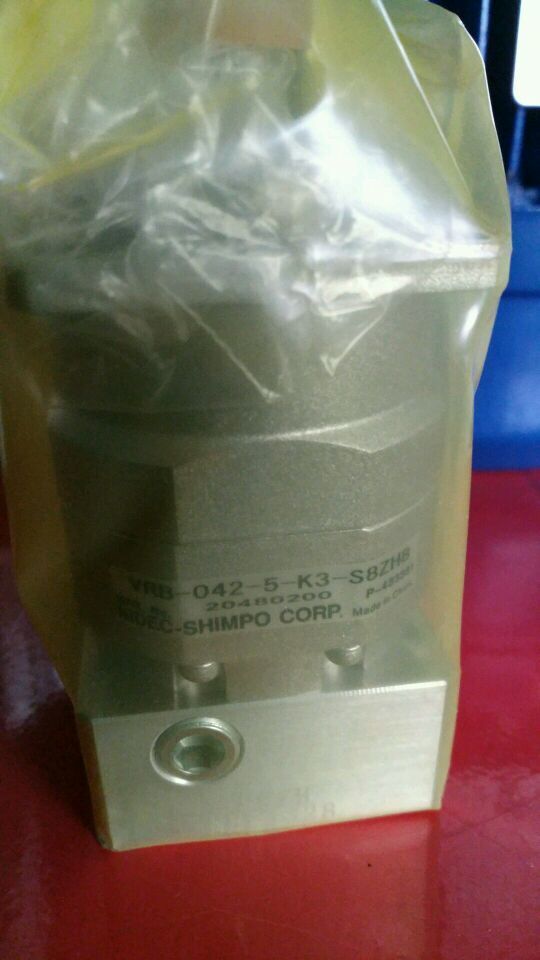 VRB-042-5-K3-S8ZHB
20480200
NIDEC-SHIMPO CORP. Made in China